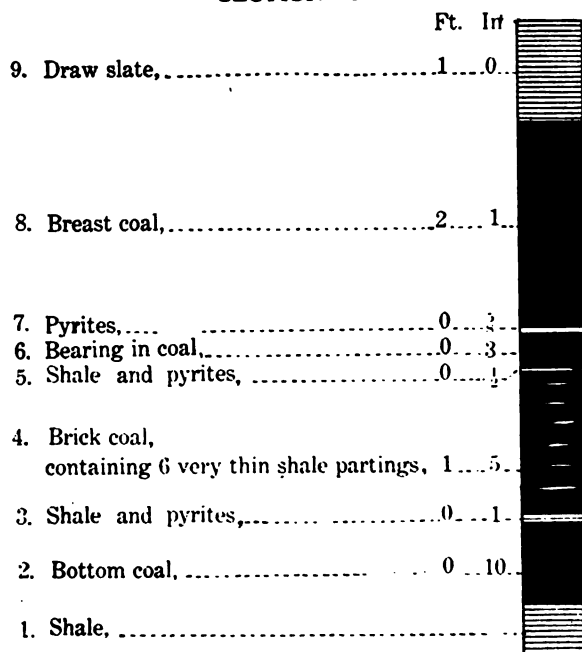 Ft. In
9. Draw slate, 1 0
8. Breast coal, 2 1
7. Pyrites, 0
6. Bearing in coal, 0 3
5. Shale and pyrites, 0
4. Brick coal,
containing 6 very thin shale partings, 1 5
3. Shale and pyrites, 0 1
2. Bottom coal, 0 10
1. Shale,